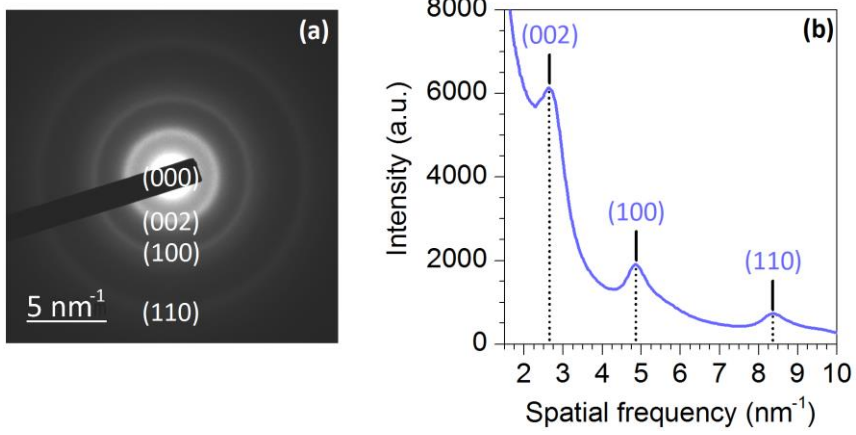 (a)
(000)
(002)
(100)
5 nm-1
(110)
(b)
8000
6000
4000
2000
0
Intensity (a.u.)
(002)
(100)
(110)
2 3 4 5 6 7 8 9 10
Spatial frequency (nm-1)